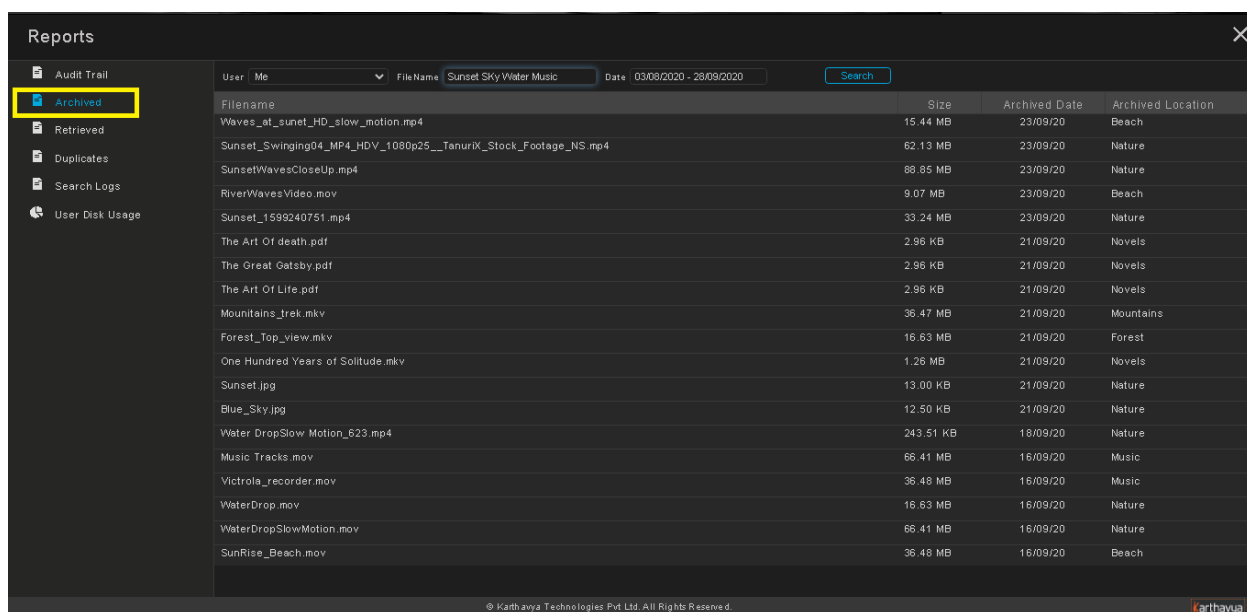 Reports
Audit Trail
Archived
Retrieved
Duplicates
Search Logs
User Disk Usage
User Me FileName Sunset SKy Water Music Date 03/08/2020 - 28/09/2020 Search
Filename Size Archived Date Archived Location
Waves_at_sunet_HD_slow_motion.mp4 15.44 MB 23/09/20 Beach
Sunset_Swinging04_MP4_HDV_1080p25__TanuriX_Stock_Footage_NS.mp4 62.13 MB 23/09/20 Nature
SunsetWavesCloseUp.mp4 88.85 MB 23/09/20 Nature
RiverWavesVideo.mov 9.07 MB 23/09/20 Beach
Sunset_1599240751.mp4 33.24 MB 23/09/20 Nature
The Art Of death.pdf 2.96 KB 21/09/20 Novels
The Great Gatsby.pdf 2.96 KB 21/09/20 Novels
The Art Of Life.pdf 2.96 KB 21/09/20 Novels
Mounitains_trek.mkv 36.47 MB 21/09/20 Mountains
Forest_Top_view.mkv 16.63 MB 21/09/20 Forest
One Hundred Years of Solitude.mkv 1.26 MB 21/09/20 Novels
Sunset.jpg 13.00 KB 21/09/20 Nature
Blue_Sky.jpg 12.50 KB 21/09/20 Nature
Water DropSlow Motion_623.mp4 243.51 KB 18/09/20 Nature
Music Tracks.mov 66.41 MB 16/09/20 Music
Victrola_recorder.mov 36.48 MB 16/09/20 Music
WaterDrop.mov 16.63 MB 16/09/20 Nature
WaterDropSlowMotion.mov 66.41 MB 16/09/20 Nature
SunRise_Beach.mov 36.48 MB 16/09/20 Beach
© Karthavya Technologies Pvt Ltd. All Rights Reserved. Karthavya